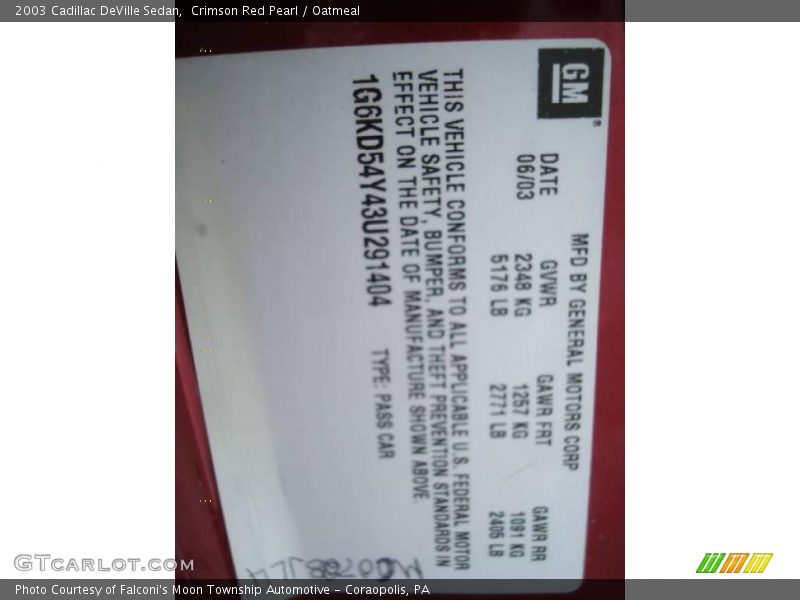 2003 Cadillac DeVille Sedan,  Crimson Red Pearl / Oatmeal
GM
MFD BY GENERAL MOTORS CORP
DATE GVWR GAWR FRT GAWR RR
06/03 2348 KG 1257 KG 1091 KG
5176 LB 2771 LB 2405 LB
THIS VEHICLE CONFORMS TO ALL APPLICABLE U.S. FEDERAL MOTOR
VEHICLE SAFETY, BUMPER, AND THEFT PREVENTION STANDARDS IN
EFFECT ON THE DATE OF MANUFACTURE SHOWN ABOVE.
1G6KD54Y43U291404 TYPE: PASS CAR
GTCarLot.com
Photo Courtesy of Falconi's Moon Township Automotive - Coraopolis, PA